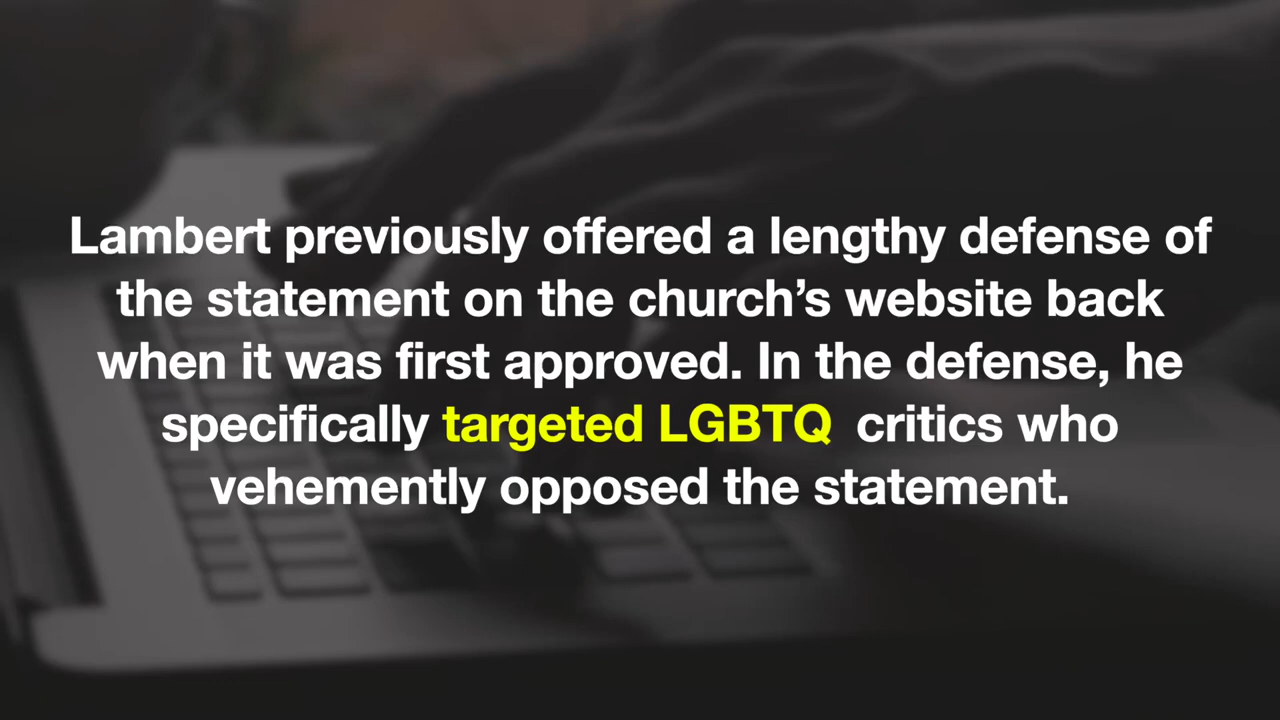 Lambert previously offered a lengthy defense of
the statement on the church’s website back
when it was first approved. In the defense, he
specifically targeted LGBTQ critics who
vehemently opposed the statement.